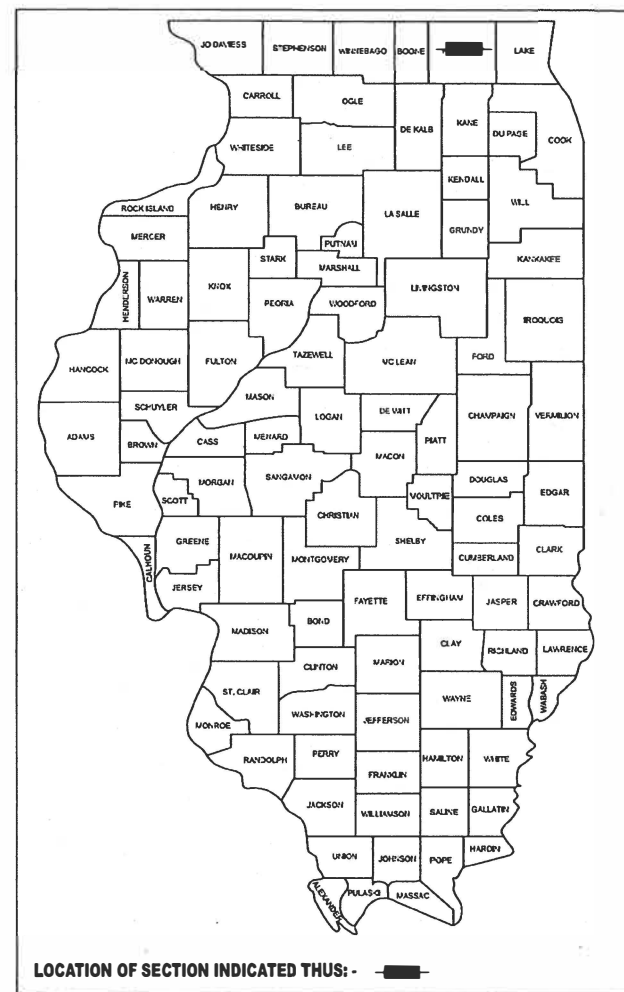 JO DAVIESS STEPHENSON WINNEBAGO BOONE LAKE
CARROLL OGLE DE KALB KANE DU PAGE COOK
WHITESIDE LEE
KENDALL WILL
ROCK ISLAND HENRY BUREAU LA SALLE
GRUNDY
MERCER PUTNAM
STARK MARSHALL KANKAKEE
HENDERSON WARREN KNOX PEORIA WOODFORD LIVINGSTON IROQUOIS
TAZEWELL MC LEAN FORD
HANCOCK MC DONOUGH FULTON
MASON
SCHUYLER LOGAN DE WITT CHAMPAIGN VERMILION
ADAMS BROWN CASS MENARD PIATT
MACON
MORGAN SANGAMON DOUGLAS
PIKE SCOTT CHRISTIAN MOULTRIE EDGAR
COLES
GREENE SHELBY
CALHOUN MACOUPIN MONTGOMERY CUMBERLAND CLARK
JERSEY
FAYETTE EFFINGHAM JASPER CRAWFORD
MADISON BOND
CLAY RICHLAND LAWRENCE
CLINTON MARION
ST. CLAIR WAYNE EDWARDS WABASH
WASHINGTON JEFFERSON
MONROE
RANDOLPH PERRY HAMILTON WHITE
FRANKLIN
JACKSON WILLIAMSON SALINE GALLATIN
UNION JOHNSON POPE HARDIN
ALEXANDER PULASKI MASSAC
LOCATION OF SECTION INDICATED THUS: -